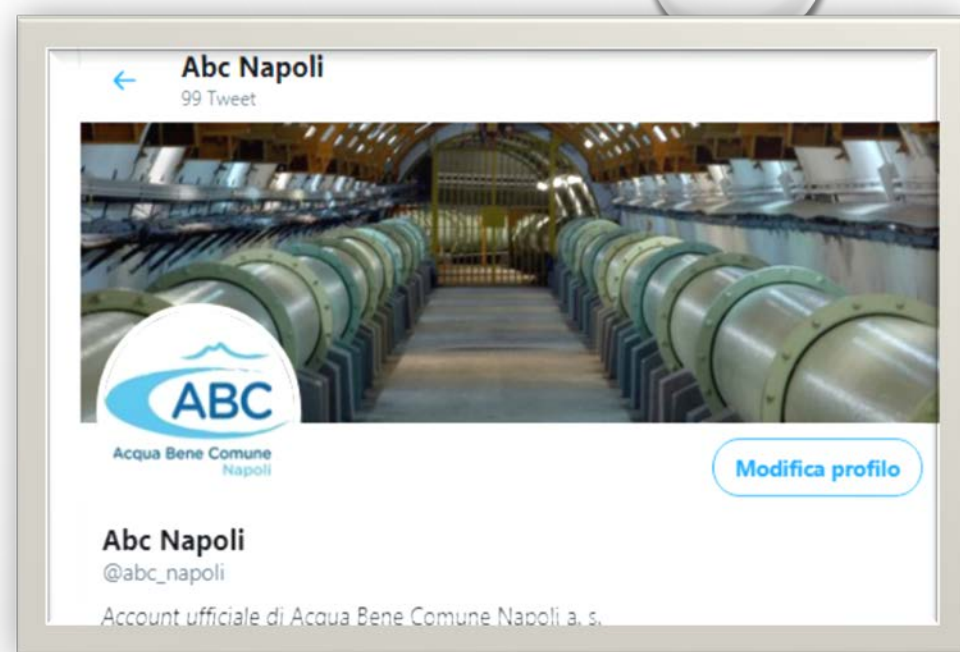 Abc Napoli
99 Tweet
ABC
Acqua Bene Comune
Napoli
Modifica profilo
Abc Napoli
@abc_napoli
Account ufficiale di Acqua Bene Comune Napoli a. s.